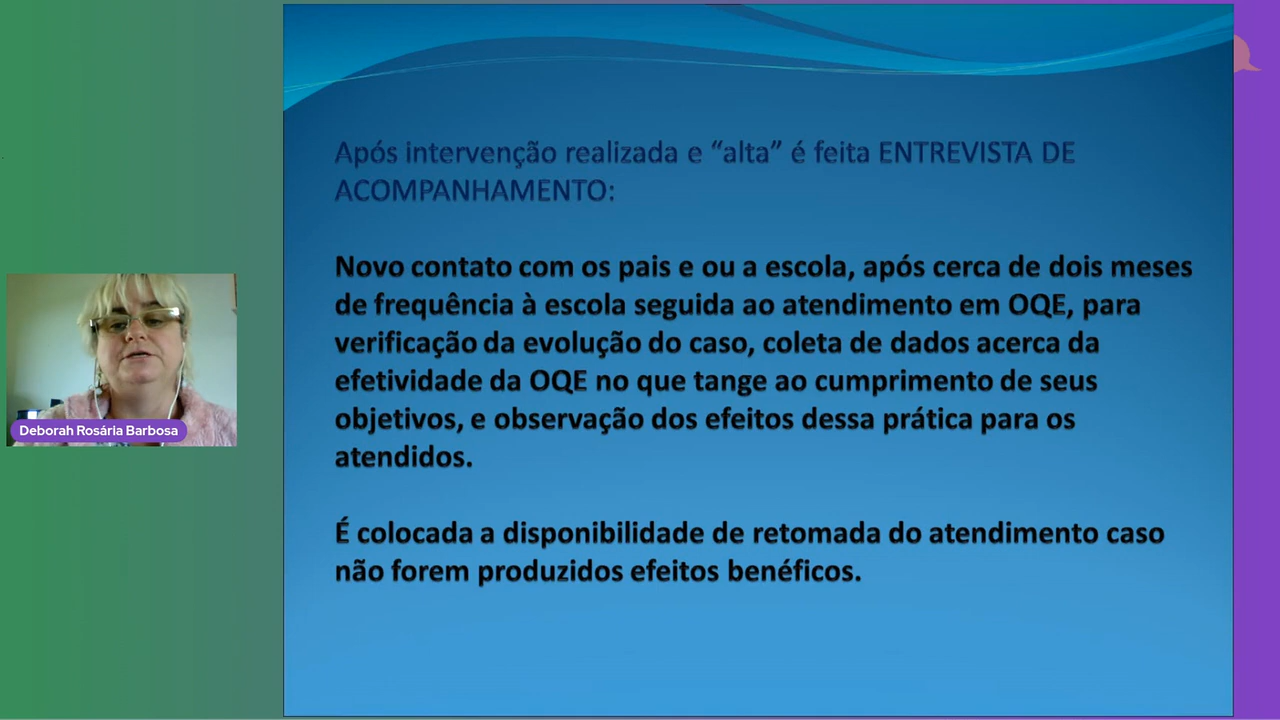 Após intervenção realizada e “alta” é feita ENTREVISTA DE
ACOMPANHAMENTO:
Novo contato com os pais e ou a escola, após cerca de dois meses
de frequência à escola seguida ao atendimento em OQE, para
verificação da evolução do caso, coleta de dados acerca da
efetividade da OQE no que tange ao cumprimento de seus
objetivos, e observação dos efeitos dessa prática para os
atendidos.
É colocada a disponibilidade de retomada do atendimento caso
não forem produzidos efeitos benéficos.
Deborah Rosária Barbosa